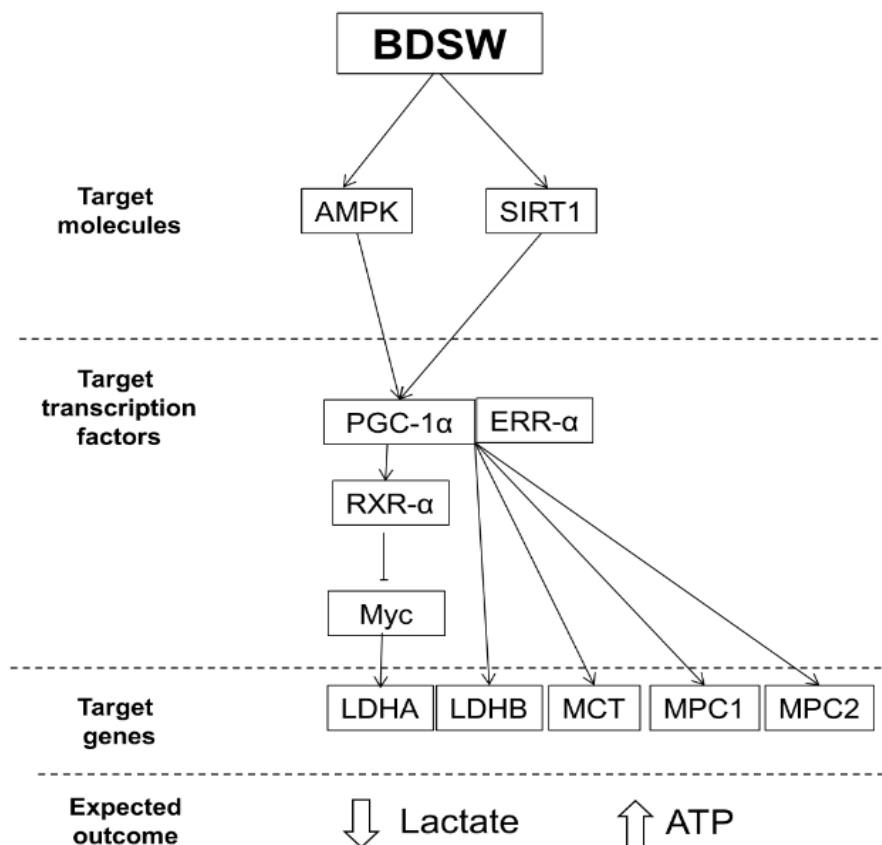 BDSW
Target
molecules
AMPK
SIRT1
Target
transcription
factors
PGC-1α
ERR-α
RXR-α
Myc
Target
genes
LDHA
LDHB
MCT
MPC1
MPC2
Expected
outcome
Lactate
ATP